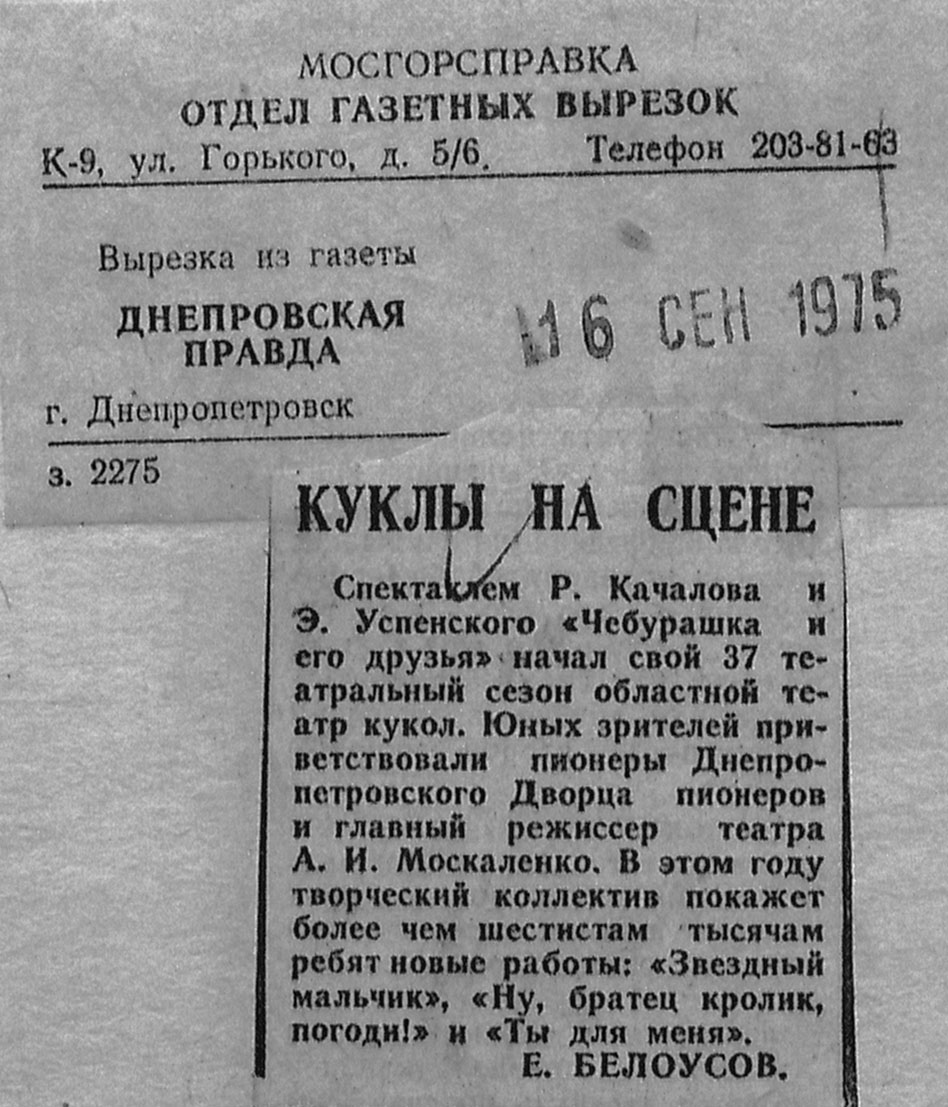 МОСГОРСПРАВКА
ОТДЕЛ ГАЗЕТНЫХ ВЫРЕЗОК
К-9, ул. Горького, д. 5/6. Телефон 203-81-63
Вырезка из газеты
ДНЕПРОВСКАЯ
ПРАВДА
16 СЕН 1975
г. Днепропетровск
з. 2275
КУКЛЫ НА СЦЕНЕ
Спектаклем Р. Качалова и
Э. Успенского «Чебурашка и
его друзья» начал свой 37 те-
атральный сезон областной те-
атр кукол. Юных зрителей при-
ветствовали пионеры Днепро-
петровского Дворца пионеров
и главный режиссер театра
А. И. Москаленко. В этом году
творческий коллектив покажет
более чем шестистам тысячам
ребят новые работы: «Звездный
мальчик», «Ну, братец кролик,
погоди!» и «Ты для меня».
Е. БЕЛОУСОВ.